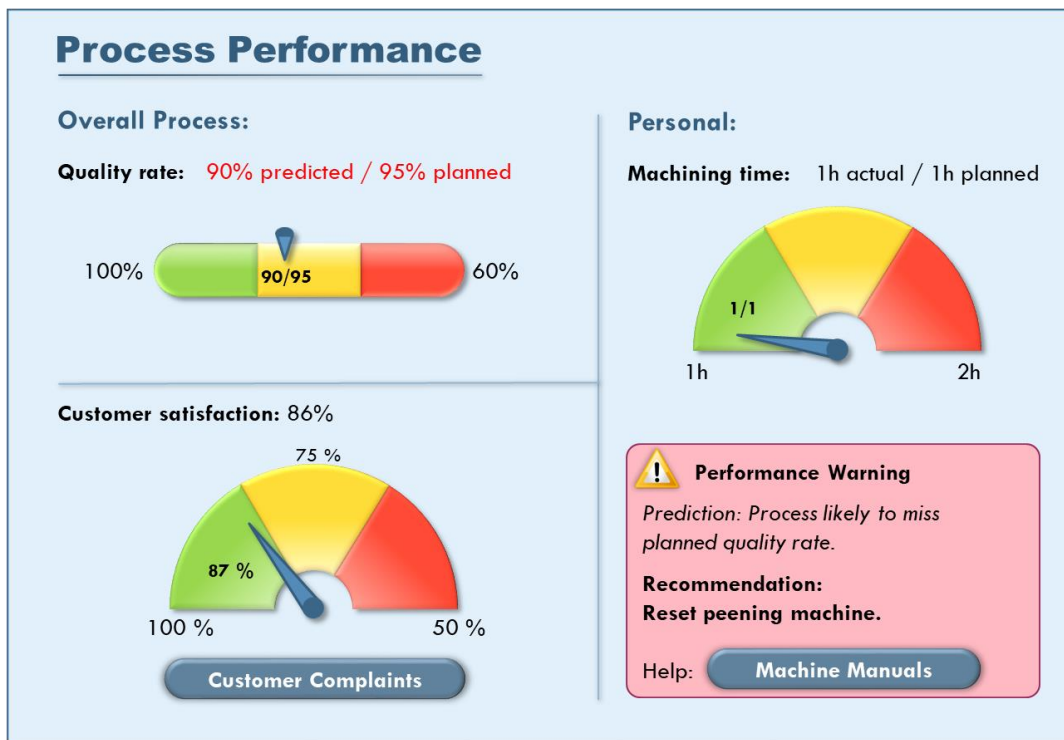 Process Performance
Overall Process:
Quality rate: 90% predicted / 95% planned
100%
90/95
60%
Customer satisfaction: 86%
75 %
87 %
100 %
50 %
Customer Complaints
Personal:
Machining time: 1h actual / 1h planned
1/1
1h
2h
Performance Warning
Prediction: Process likely to miss
planned quality rate.
Recommendation:
Reset peening machine.
Help: Machine Manuals